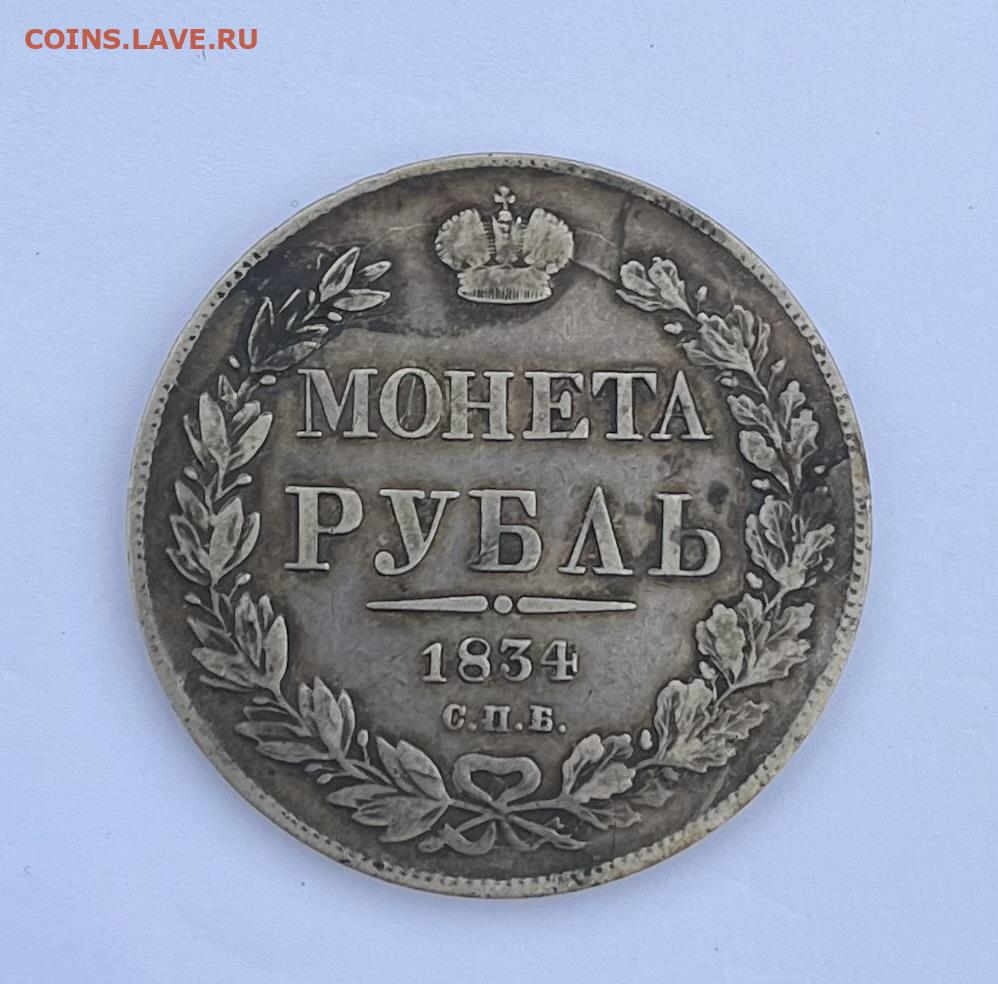 COINS.LAVE.RU
МОНЕТА
РУБЛЬ
1834
С.П.Б.